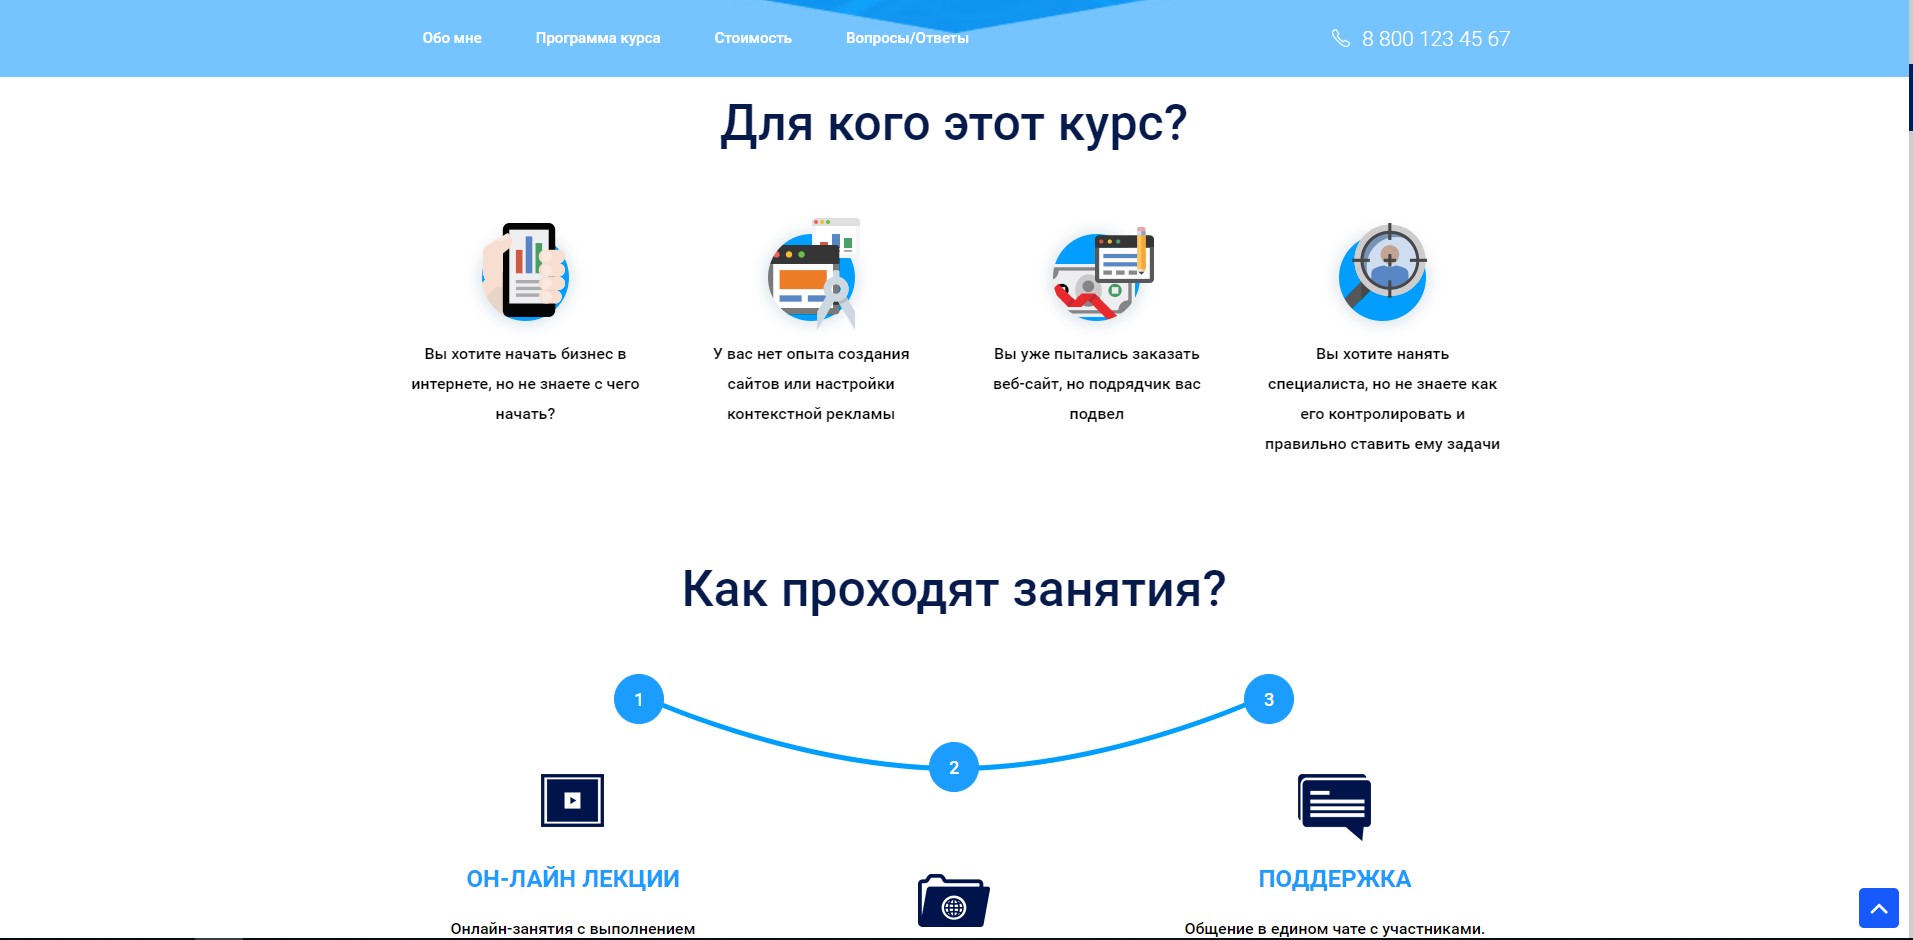 Обо мне
Программа курса
Стоимость
Вопросы/Ответы
8 800 123 45 67
Для кого этот курс?
Вы хотите начать бизнес в
интернете, но не знаете с чего
начать?
У вас нет опыта создания
сайтов или настройки
контекстной рекламы
Вы уже пытались заказать
веб-сайт, но подрядчик вас
подвел
Вы хотите нанять
специалиста, но не знаете как
его контролировать и
правильно ставить ему задачи
Как проходят занятия?
1
2
3
ОН-ЛАЙН ЛЕКЦИИ
Онлайн-занятия с выполнением
ПОДДЕРЖКА
Общение в едином чате с участниками.